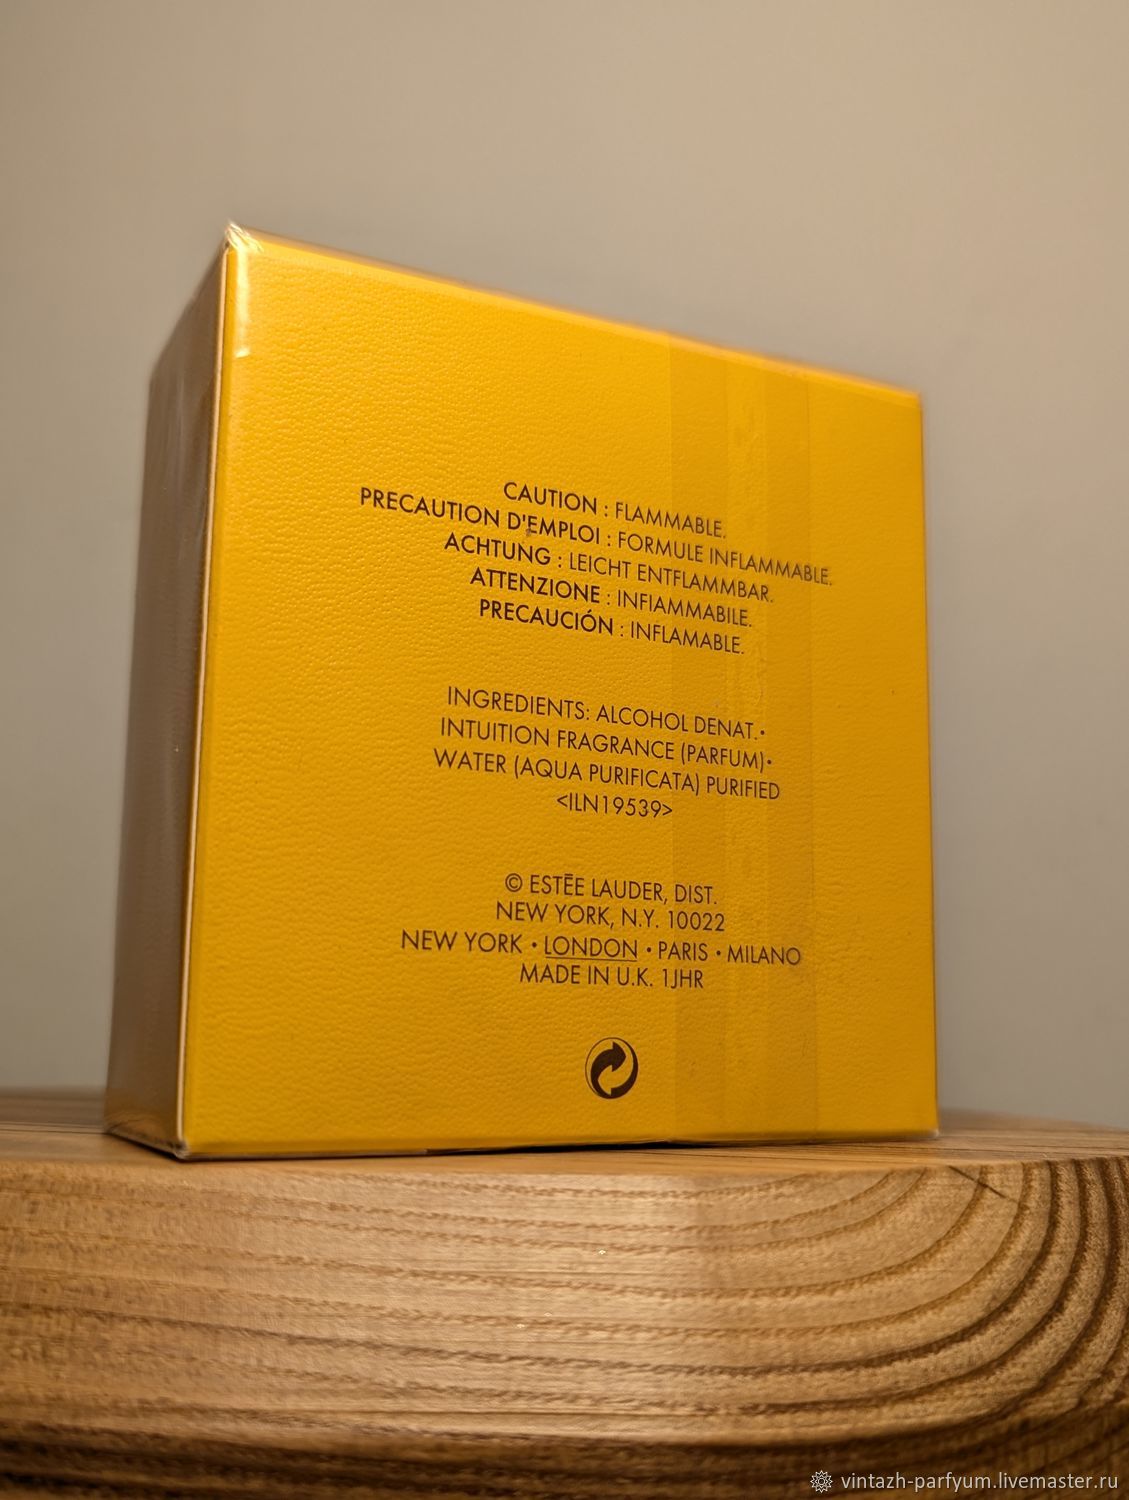 CAUTION : FLAMMABLE.
PRECAUTION D'EMPLOI : FORMULE INFLAMMABLE.
ACHTUNG : LEICHT ENTFLAMMBAR.
ATTENZIONE : INFIAMMABILE.
PRECAUCIÓN : INFLAMABLE.
INGREDIENTS: ALCOHOL DENAT.•
INTUITION FRAGRANCE (PARFUM)•
WATER (AQUA PURIFICATA) PURIFIED
<ILN19539>
© ESTĒE LAUDER, DIST.
NEW YORK, N.Y. 10022
NEW YORK • LONDON • PARIS • MILANO
MADE IN U.K. 1JHR
vintazh-parfyum.livemaster.ru